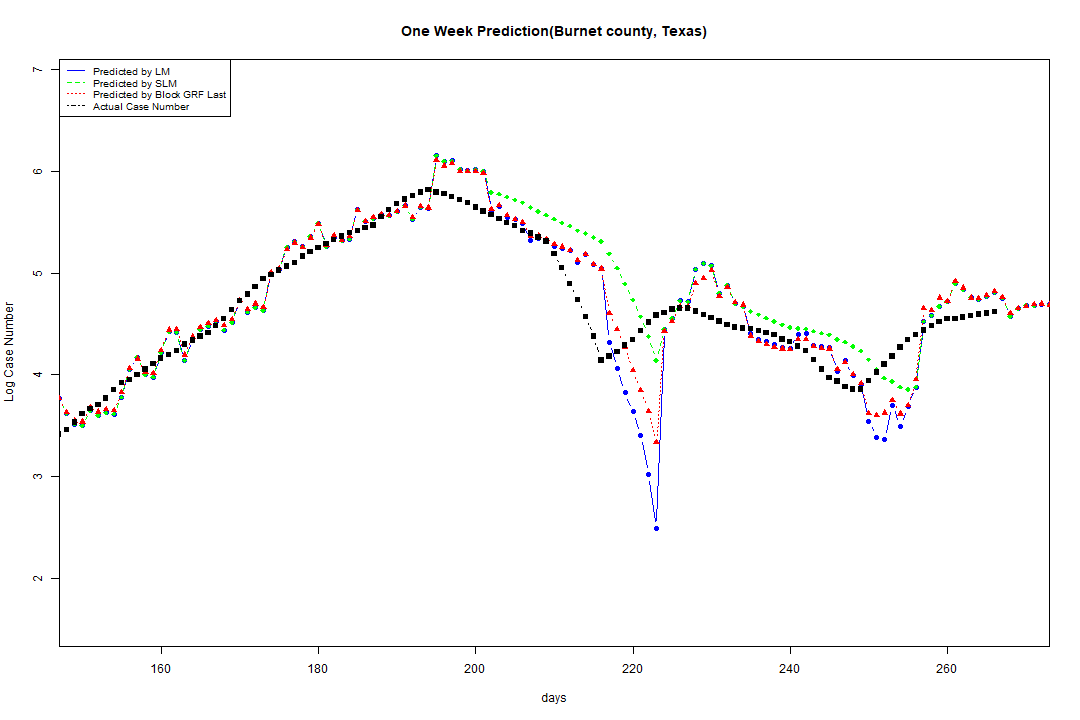 One Week Prediction(Burnet county, Texas)
Predicted by LM
Predicted by SLM
Predicted by Block GRF Last
Actual Case Number
7
6
5
4
3
2
Log Case Number
160 180 200 220 240 260
days